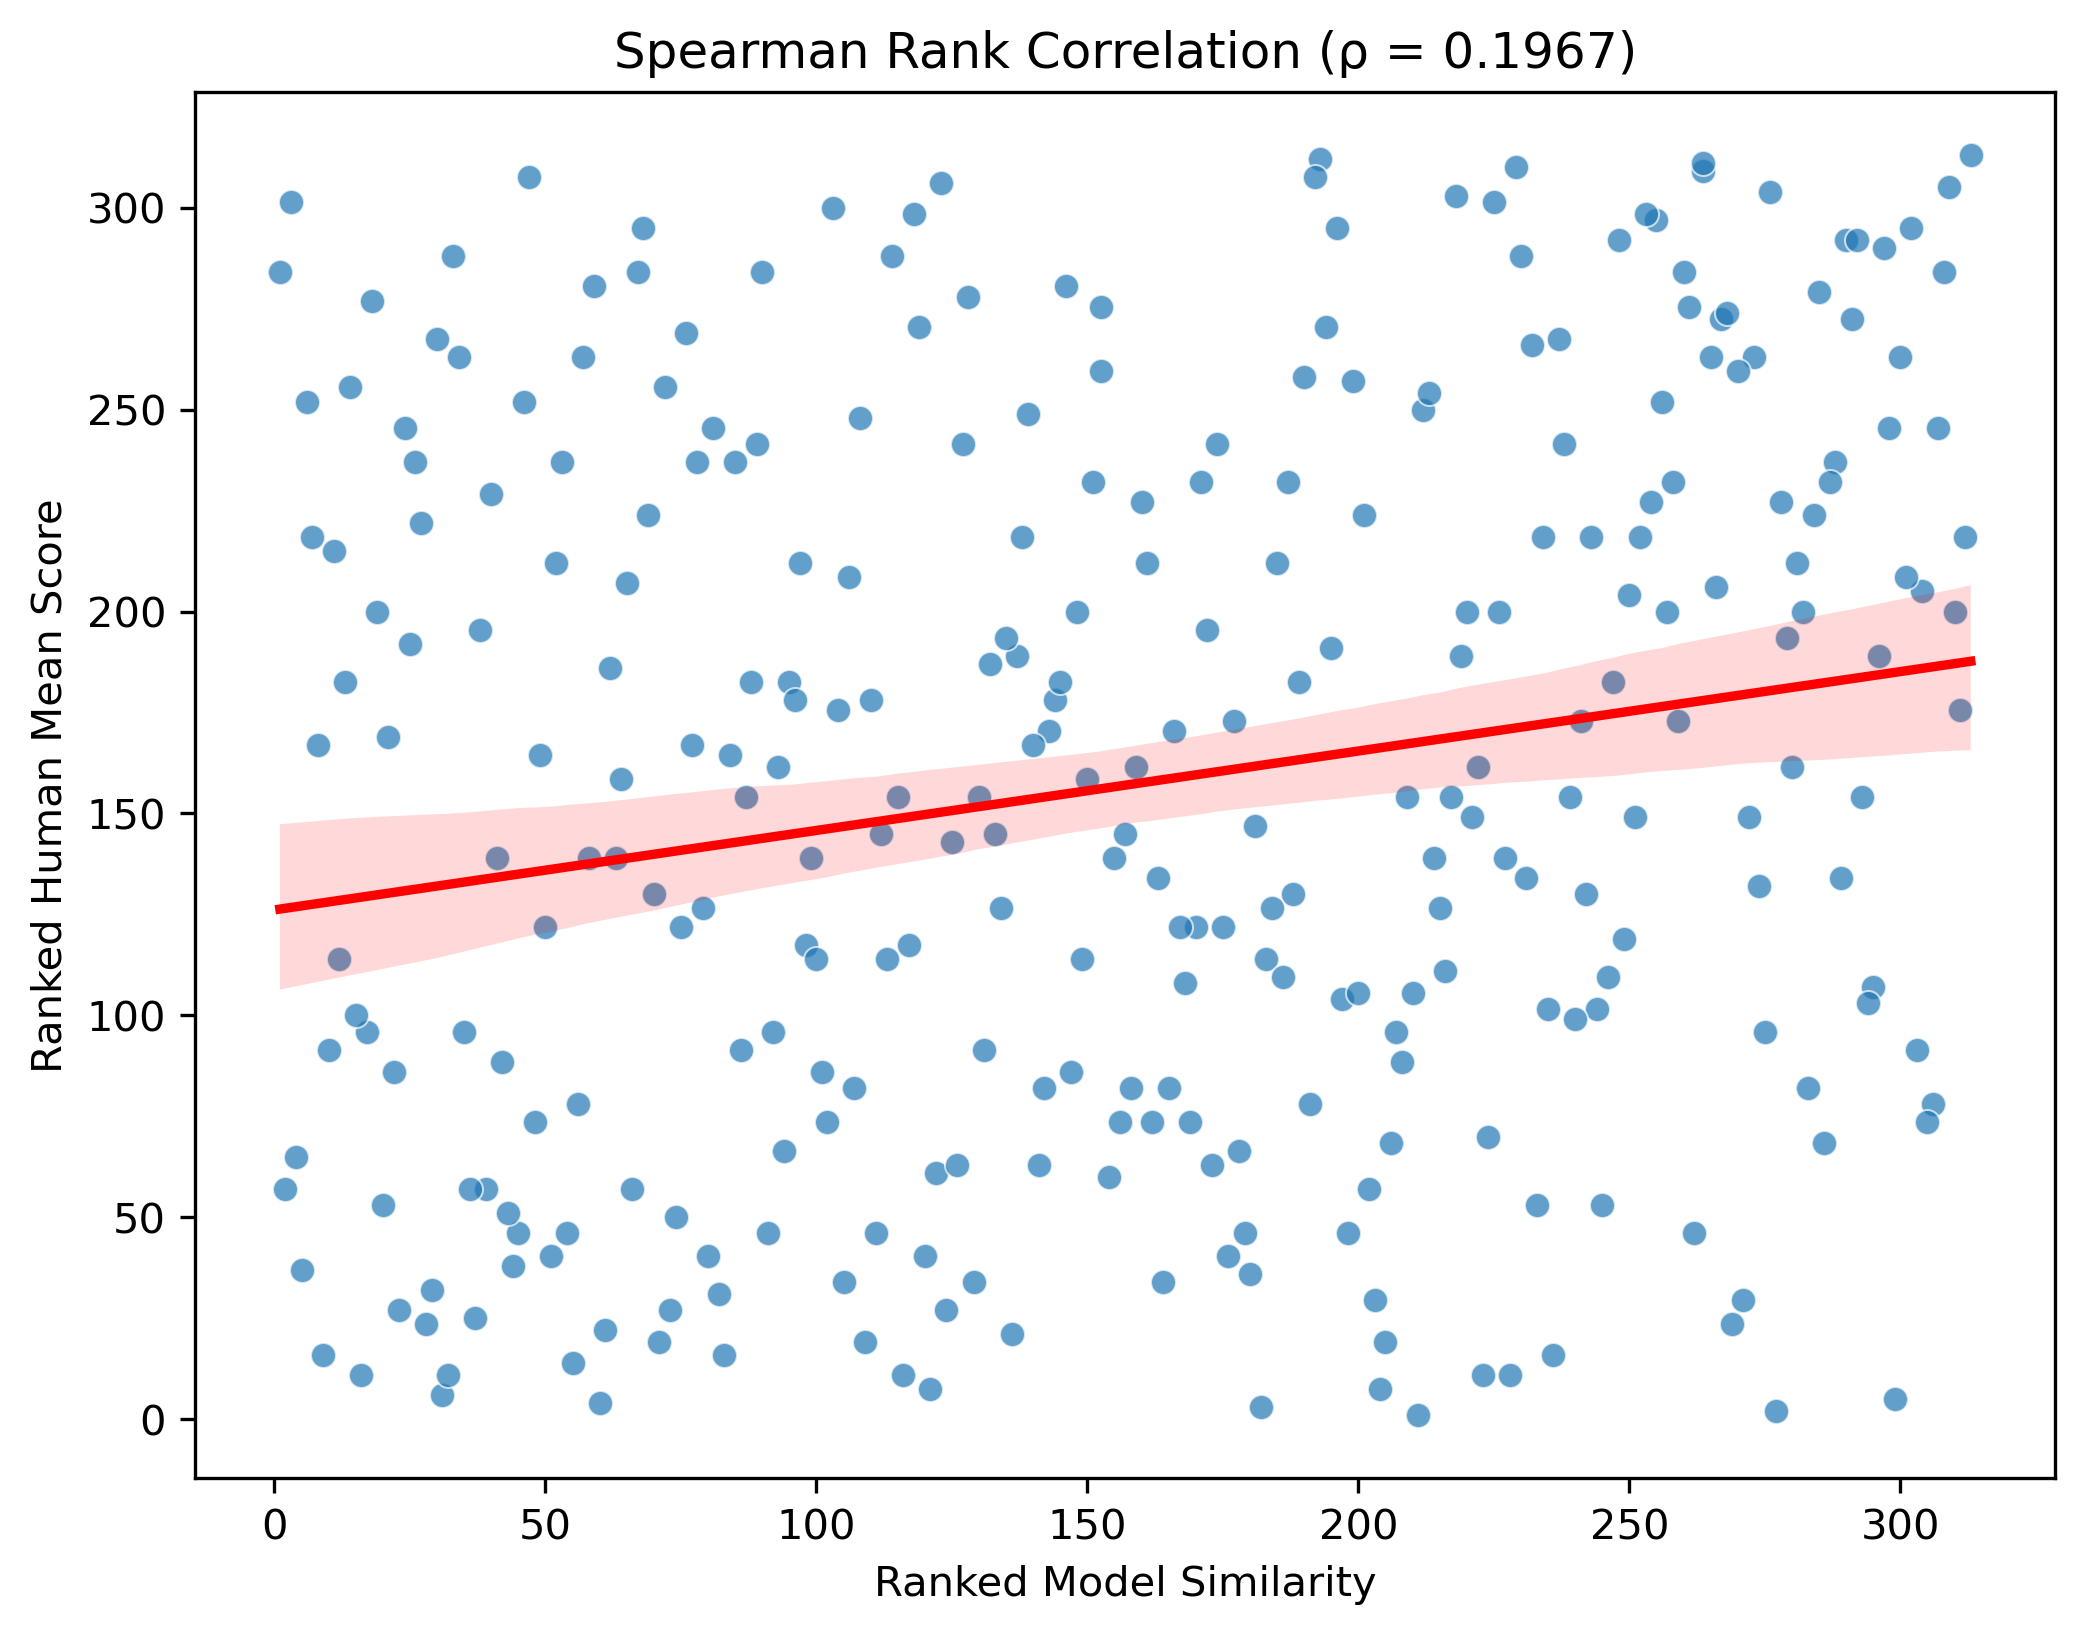 Spearman Rank Correlation (ρ = 0.1967)
Ranked Human Mean Score
300
250
200
150
100
50
0
0 50 100 150 200 250 300
Ranked Model Similarity